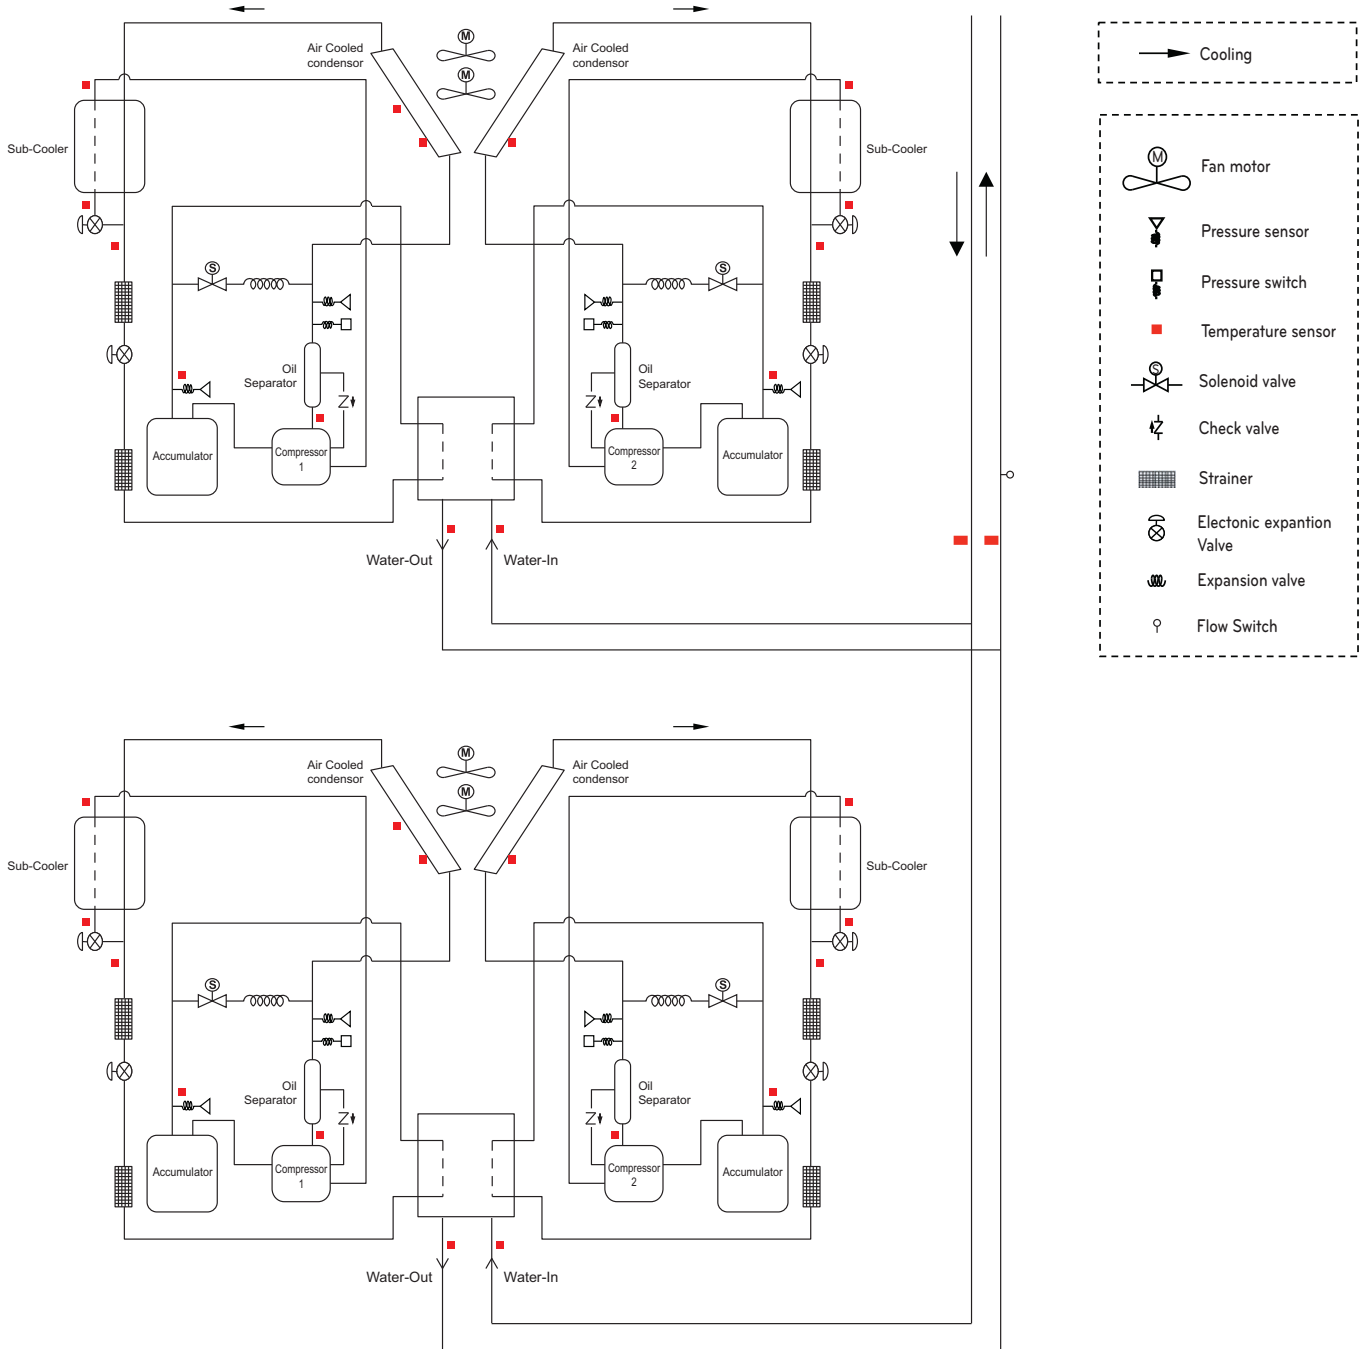 Air Cooled
condensor
M
M
Air Cooled
condensor
Sub-Cooler
Sub-Cooler
S
S
Oil
Separator
Oil
Separator
Accumulator
Compressor
1
Compressor
2
Accumulator
Water-Out
Water-In
Air Cooled
condensor
M
M
Air Cooled
condensor
Sub-Cooler
Sub-Cooler
S
S
Oil
Separator
Oil
Separator
Accumulator
Compressor
1
Compressor
2
Accumulator
Water-Out
Water-In
Cooling
M
Fan motor
Pressure sensor
Pressure switch
Temperature sensor
S
Solenoid valve
Check valve
Strainer
Electonic expantion
Valve
Expansion valve
Flow Switch